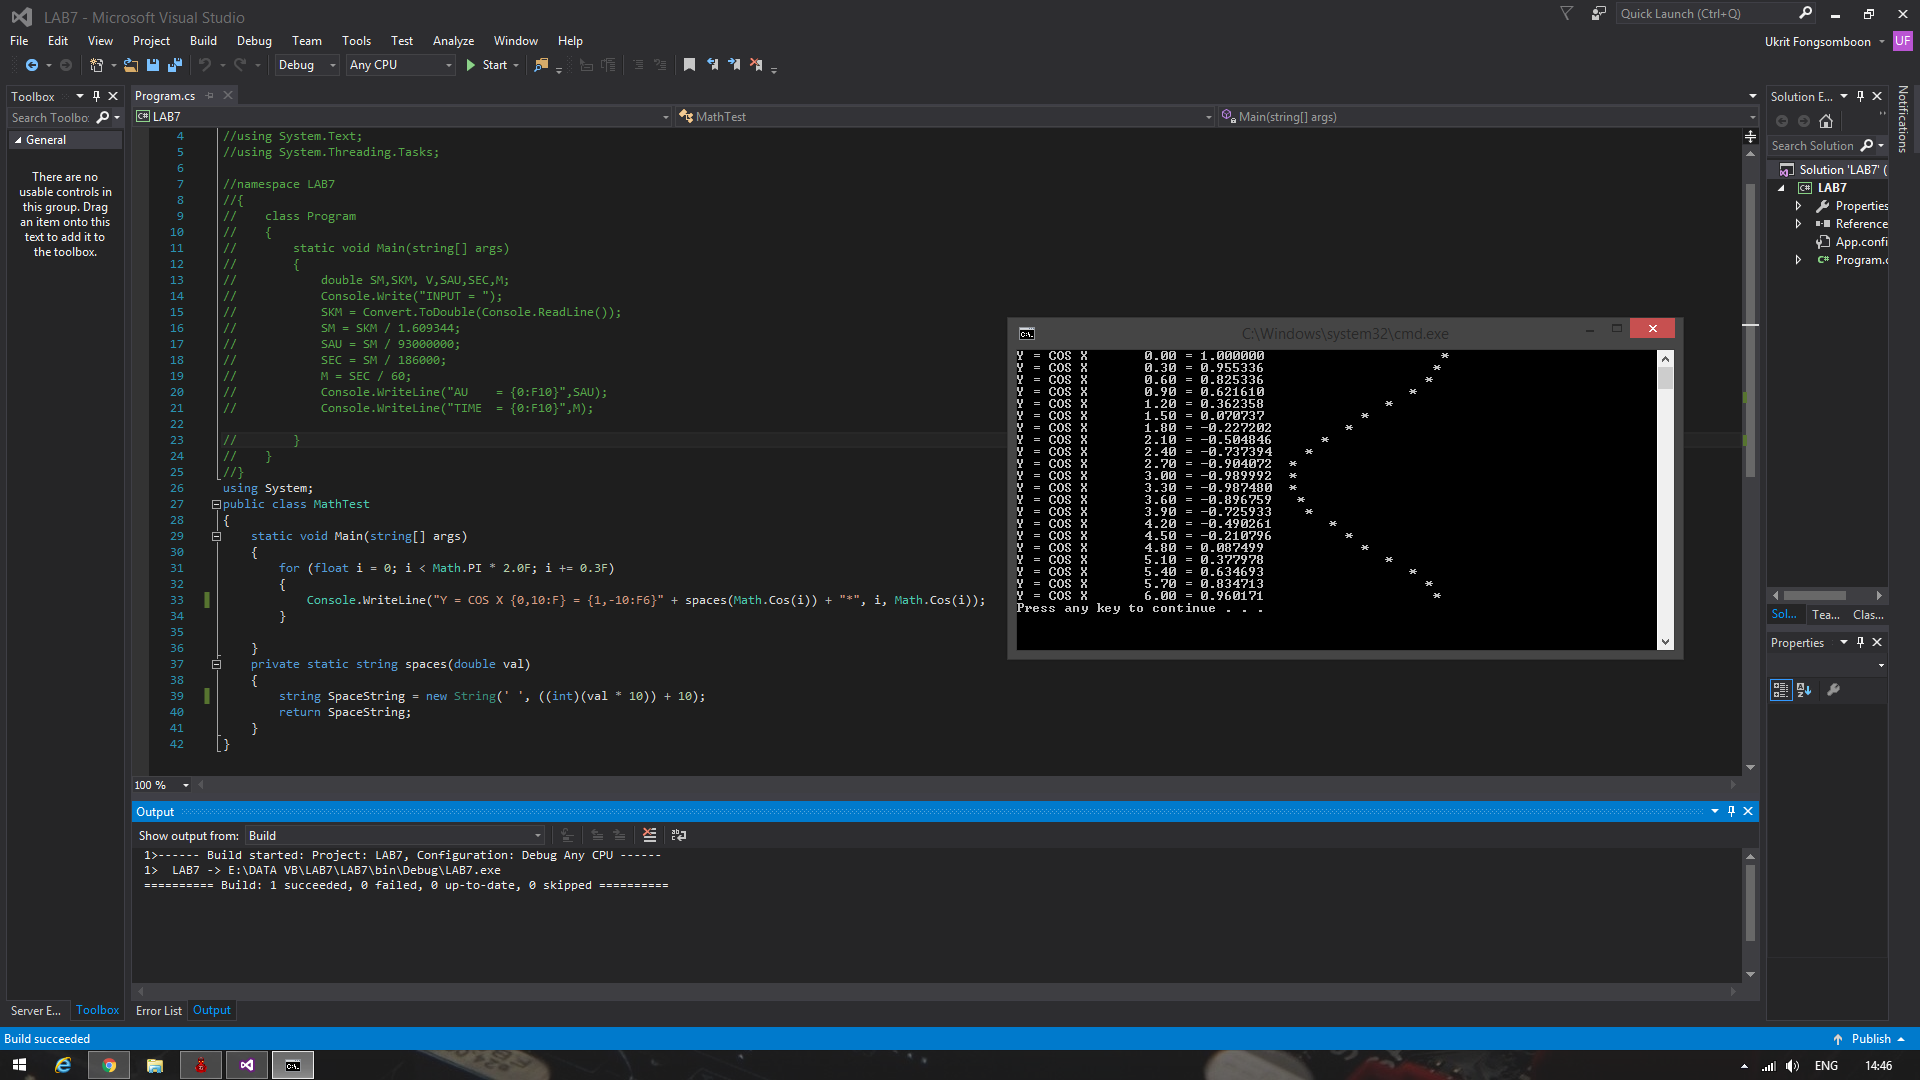 LAB7 - Microsoft Visual Studio
Quick Launch (Ctrl+Q)
File Edit View Project Build Debug Team Tools Test Analyze Window Help
Ukrit Fongsomboon UF
Debug Any CPU Start
Toolbox
Search Toolbo
General
There are no
usable controls in
this group. Drag
an item onto this
text to add it to
the toolbox.
Program.cs
LAB7 MathTest Main(string[] args)
4 //using System.Text;
5 //using System.Threading.Tasks;
6
7 //namespace LAB7
8 //{
9 // class Program
10 // {
11 // static void Main(string[] args)
12 // {
13 // double SM,SKM, V,SAU,SEC,M;
14 // Console.Write("INPUT = ");
15 // SKM = Convert.ToDouble(Console.ReadLine());
16 // SM = SKM / 1.609344;
17 // SAU = SM / 93000000;
18 // SEC = SM / 186000;
19 // M = SEC / 60;
20 // Console.WriteLine("AU    = {0:F10}",SAU);
21 // Console.WriteLine("TIME  = {0:F10}",M);
22
23 // }
24 // }
25 //}
26 using System;
27 public class MathTest
28 {
29 static void Main(string[] args)
30 {
31 for (float i = 0; i < Math.PI * 2.0F; i += 0.3F)
32 {
33 Console.WriteLine("Y = COS X {0,10:F} = {1,-10:F6}" + spaces(Math.Cos(i)) + "*", i, Math.Cos(i));
34 }
35
36 }
37 private static string spaces(double val)
38 {
39 string SpaceString = new String(' ', ((int)(val * 10)) + 10);
40 return SpaceString;
41 }
42 }
100 %
C:\Windows\system32\cmd.exe
Y = COS X 0.00 = 1.000000 *
Y = COS X 0.30 = 0.955336 *
Y = COS X 0.60 = 0.825336 *
Y = COS X 0.90 = 0.621610 *
Y = COS X 1.20 = 0.362358 *
Y = COS X 1.50 = 0.070737 *
Y = COS X 1.80 = -0.227202 *
Y = COS X 2.10 = -0.504846 *
Y = COS X 2.40 = -0.737394 *
Y = COS X 2.70 = -0.904072 *
Y = COS X 3.00 = -0.989992 *
Y = COS X 3.30 = -0.987480 *
Y = COS X 3.60 = -0.896759 *
Y = COS X 3.90 = -0.725933 *
Y = COS X 4.20 = -0.490261 *
Y = COS X 4.50 = -0.210796 *
Y = COS X 4.80 = 0.087499 *
Y = COS X 5.10 = 0.377978 *
Y = COS X 5.40 = 0.634693 *
Y = COS X 5.70 = 0.834713 *
Y = COS X 6.00 = 0.960171 *
Press any key to continue . . .
Solution E...
Search Solution
Solution 'LAB7' (
LAB7
Properties
Reference
App.confi
Program.c
Sol... Tea... Clas...
Properties
Notifications
Output
Show output from: Build
1>------ Build started: Project: LAB7, Configuration: Debug Any CPU ------
1>  LAB7 -> E:\DATA VB\LAB7\LAB7\bin\Debug\LAB7.exe
========== Build: 1 succeeded, 0 failed, 0 up-to-date, 0 skipped ==========
Server E... Toolbox Error List Output
Build succeeded
Publish
ENG 14:46